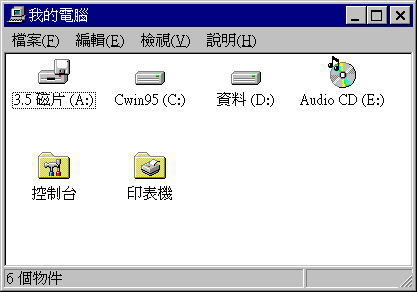 我的電腦
檔案(F) 編輯(E) 檢視(V) 說明(H)
3.5 磁片 (A:) Cwin95 (C:) 資料 (D:) Audio CD (E:)
控制台 印表機
6 個物件